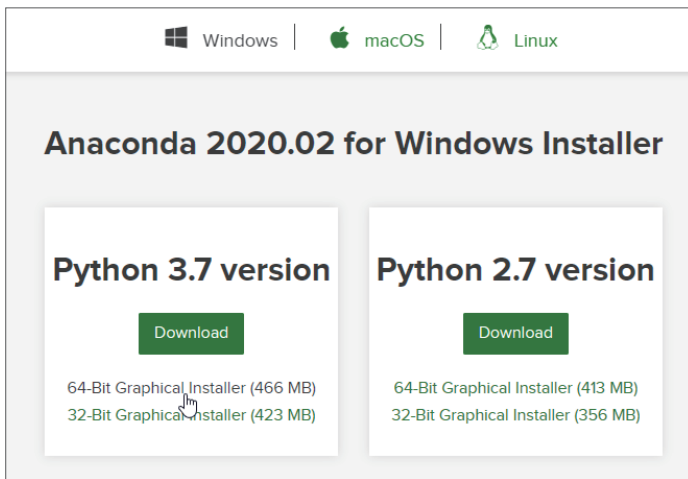 Windows macOS Linux
Anaconda 2020.02 for Windows Installer
Python 3.7 version
Download
64-Bit Graphical Installer (466 MB)
32-Bit Graphical Installer (423 MB)
Python 2.7 version
Download
64-Bit Graphical Installer (413 MB)
32-Bit Graphical Installer (356 MB)